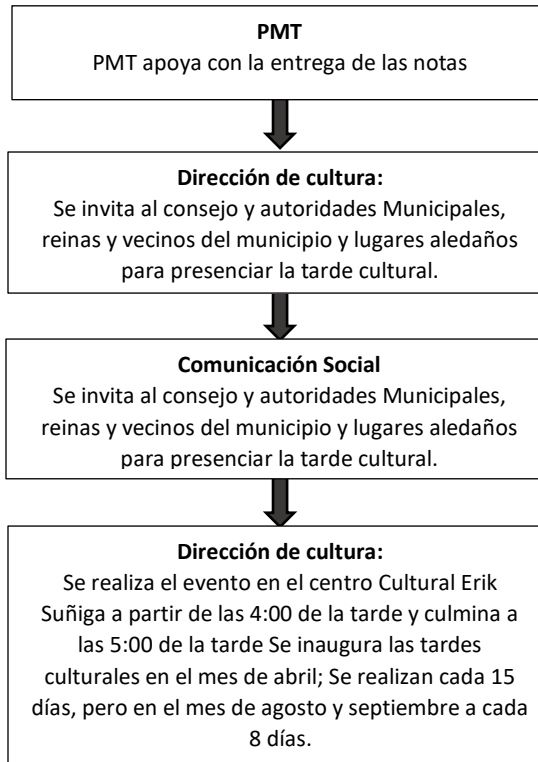 PMT
PMT apoya con la entrega de las notas
Dirección de cultura:
Se invita al consejo y autoridades Municipales,
reinas y vecinos del municipio y lugares aledaños
para presenciar la tarde cultural.
Comunicación Social
Se invita al consejo y autoridades Municipales,
reinas y vecinos del municipio y lugares aledaños
para presenciar la tarde cultural.
Dirección de cultura:
Se realiza el evento en el centro Cultural Erik
Suñiga a partir de las 4:00 de la tarde y culmina a
las 5:00 de la tarde Se inaugura las tardes
culturales en el mes de abril; Se realizan cada 15
días, pero en el mes de agosto y septiembre a cada
8 días.